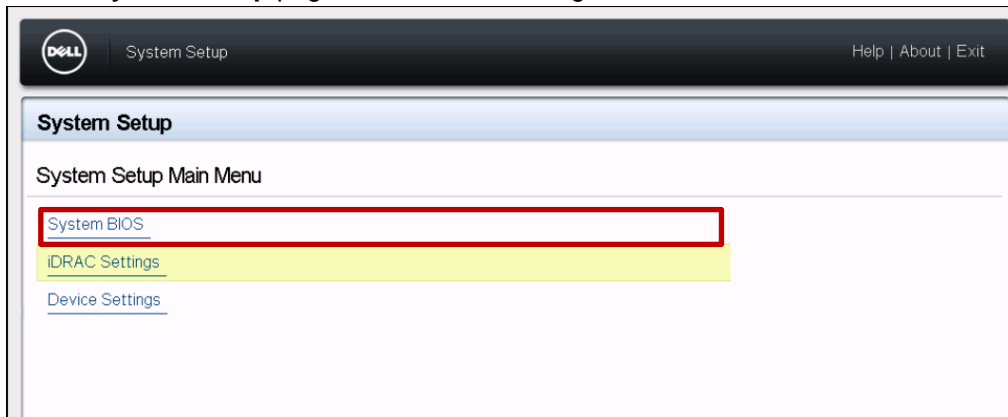 DELL System Setup Help | About | Exit
System Setup
System Setup Main Menu
System BIOS
iDRAC Settings
Device Settings